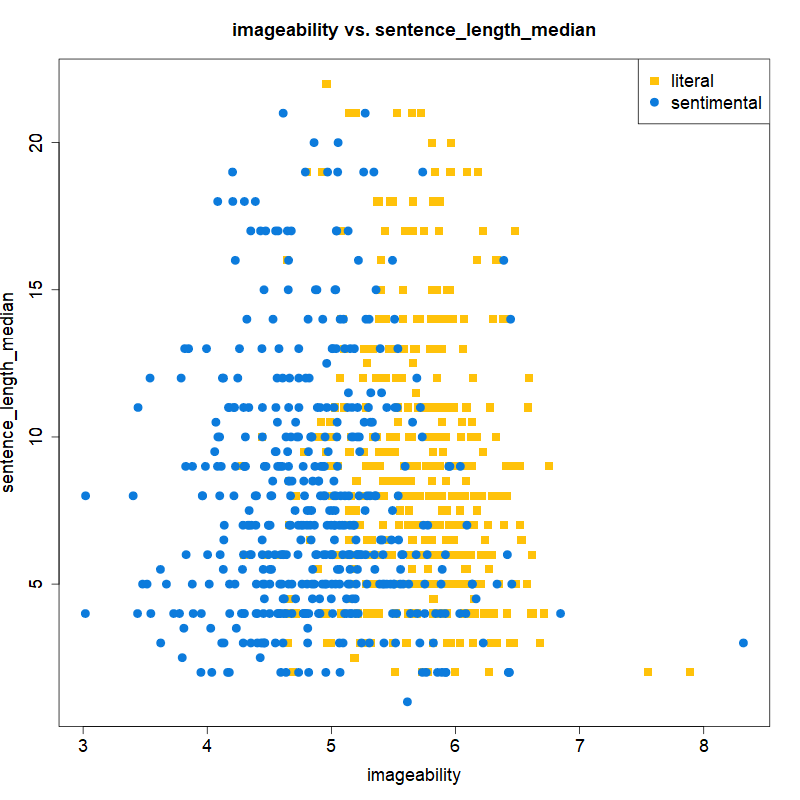 imageability vs. sentence_length_median
literal
sentimental
20
15
10
5
sentence_length_median
3 4 5 6 7 8
imageability